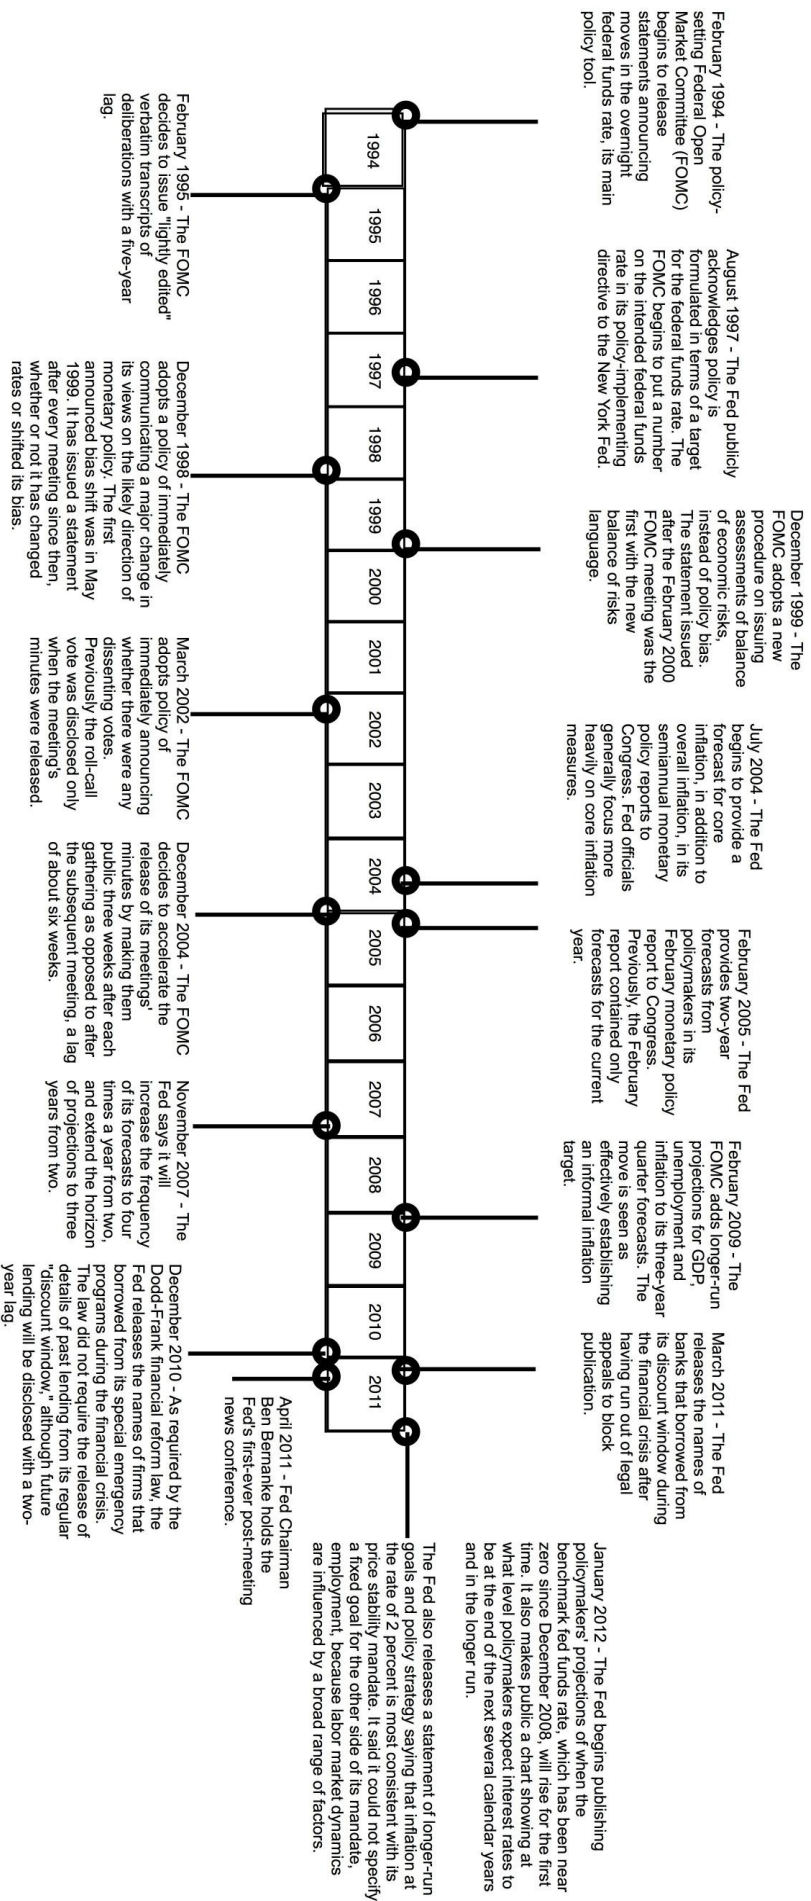 February 1994 - The policy-
setting Federal Open
Market Committee (FOMC)
begins to release
statements announcing
moves in the overnight
federal funds rate, its main
policy tool.
August 1997 - The Fed publicly
acknowledges policy is
formulated in terms of a target
for the federal funds rate. The
FOMC begins to put a number
on the intended federal funds
rate in its policy-implementing
directive to the New York Fed.
December 1999 - The
FOMC adopts a new
procedure on issuing
assessments of balance
of economic risks,
instead of policy bias.
The statement issued
after the February 2000
FOMC meeting was the
first with the new
balance of risks
language.
July 2004 - The Fed
begins to provide a
forecast for core
inflation, in addition to
overall inflation, in its
semiannual monetary
policy reports to
Congress. Fed officials
generally focus more
heavily on core inflation
measures.
February 2005 - The Fed
provides two-year
forecasts from
policymakers in its
February monetary policy
report to Congress.
Previously, the February
report contained only
forecasts for the current
year.
February 2009 - The
FOMC adds longer-run
projections for GDP,
unemployment and
inflation to its three-year
quarter forecasts. The
move is seen as
effectively establishing
an informal inflation
target.
March 2011 - The Fed
releases the names of
banks that borrowed from
its discount window during
the financial crisis after
having run out of legal
appeals to block
publication.
January 2012 - The Fed begins publishing
policymakers' projections of when the
benchmark fed funds rate, which has been near
zero since December 2008, will rise for the first
time. It also makes public a chart showing at
what level policymakers expect interest rates to
be at the end of the next several calendar years
and in the longer run.
The Fed also releases a statement of longer-run
goals and policy strategy saying that inflation at
the rate of 2 percent is most consistent with its
price stability mandate. It said it could not specify
a fixed goal for the other side of its mandate,
employment, because labor market dynamics
are influenced by a broad range of factors.
1994 1995 1996 1997 1998 1999 2000 2001 2002 2003 2004 2005 2006 2007 2008 2009 2010 2011
February 1995 - The FOMC
decides to issue "lightly edited"
verbatim transcripts of
deliberations with a five-year
lag.
December 1998 - The FOMC
adopts a policy of immediately
communicating a major change in
its views on the likely direction of
monetary policy. The first
announced bias shift was in May
1999. It has issued a statement
after every meeting since then,
whether or not it has changed
rates or shifted its bias.
March 2002 - The FOMC
adopts policy of
immediately announcing
whether there were any
dissenting votes.
Previously the roll-call
vote was disclosed only
when the meeting's
minutes were released.
December 2004 - The FOMC
decides to accelerate the
release of its meetings'
minutes by making them
public three weeks after each
gathering as opposed to after
the subsequent meeting, a lag
of about six weeks.
November 2007 - The
Fed says it will
increase the frequency
of its forecasts to four
times a year from two,
and extend the horizon
of projections to three
years from two.
December 2010 - As required by the
Dodd-Frank financial reform law, the
Fed releases the names of firms that
borrowed from its special emergency
programs during the financial crisis.
The law did not require the release of
details of past lending from its regular
"discount window," although future
lending will be disclosed with a two-
year lag.
April 2011 - Fed Chairman
Ben Bernanke holds the
Fed's first-ever post-meeting
news conference.